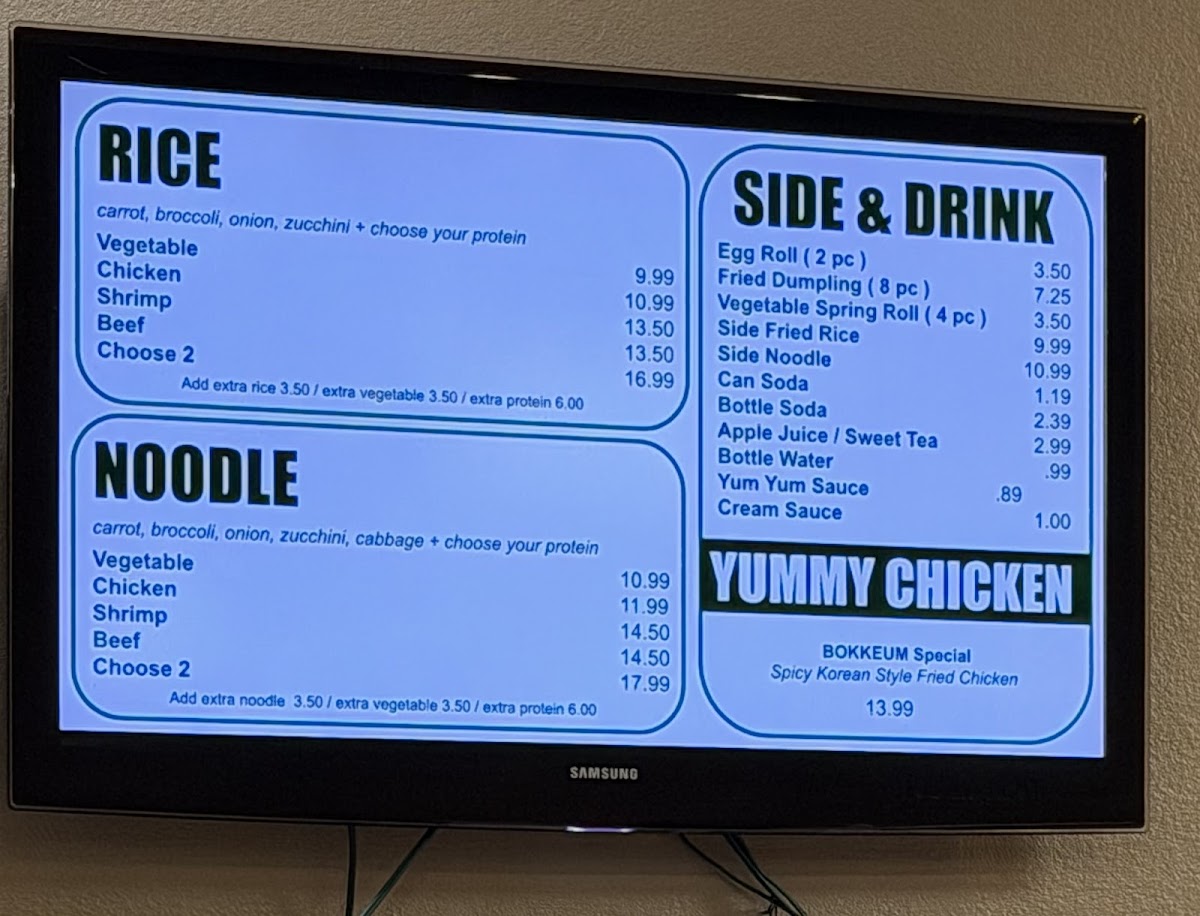 RICE
carrot, broccoli, onion, zucchini + choose your protein
Vegetable 9.99
Chicken 10.99
Shrimp 13.50
Beef 13.50
Choose 2 16.99
Add extra rice 3.50 / extra vegetable 3.50 / extra protein 6.00
NOODLE
carrot, broccoli, onion, zucchini, cabbage + choose your protein
Vegetable 10.99
Chicken 11.99
Shrimp 14.50
Beef 14.50
Choose 2 17.99
Add extra noodle 3.50 / extra vegetable 3.50 / extra protein 6.00
SIDE & DRINK
Egg Roll ( 2 pc ) 3.50
Fried Dumpling ( 8 pc ) 7.25
Vegetable Spring Roll ( 4 pc ) 3.50
Side Fried Rice 9.99
Side Noodle 10.99
Can Soda 1.19
Bottle Soda 2.39
Apple Juice / Sweet Tea 2.99
Bottle Water .99
Yum Yum Sauce .89
Cream Sauce 1.00
YUMMY CHICKEN
BOKKEUM Special
Spicy Korean Style Fried Chicken
13.99
SAMSUNG